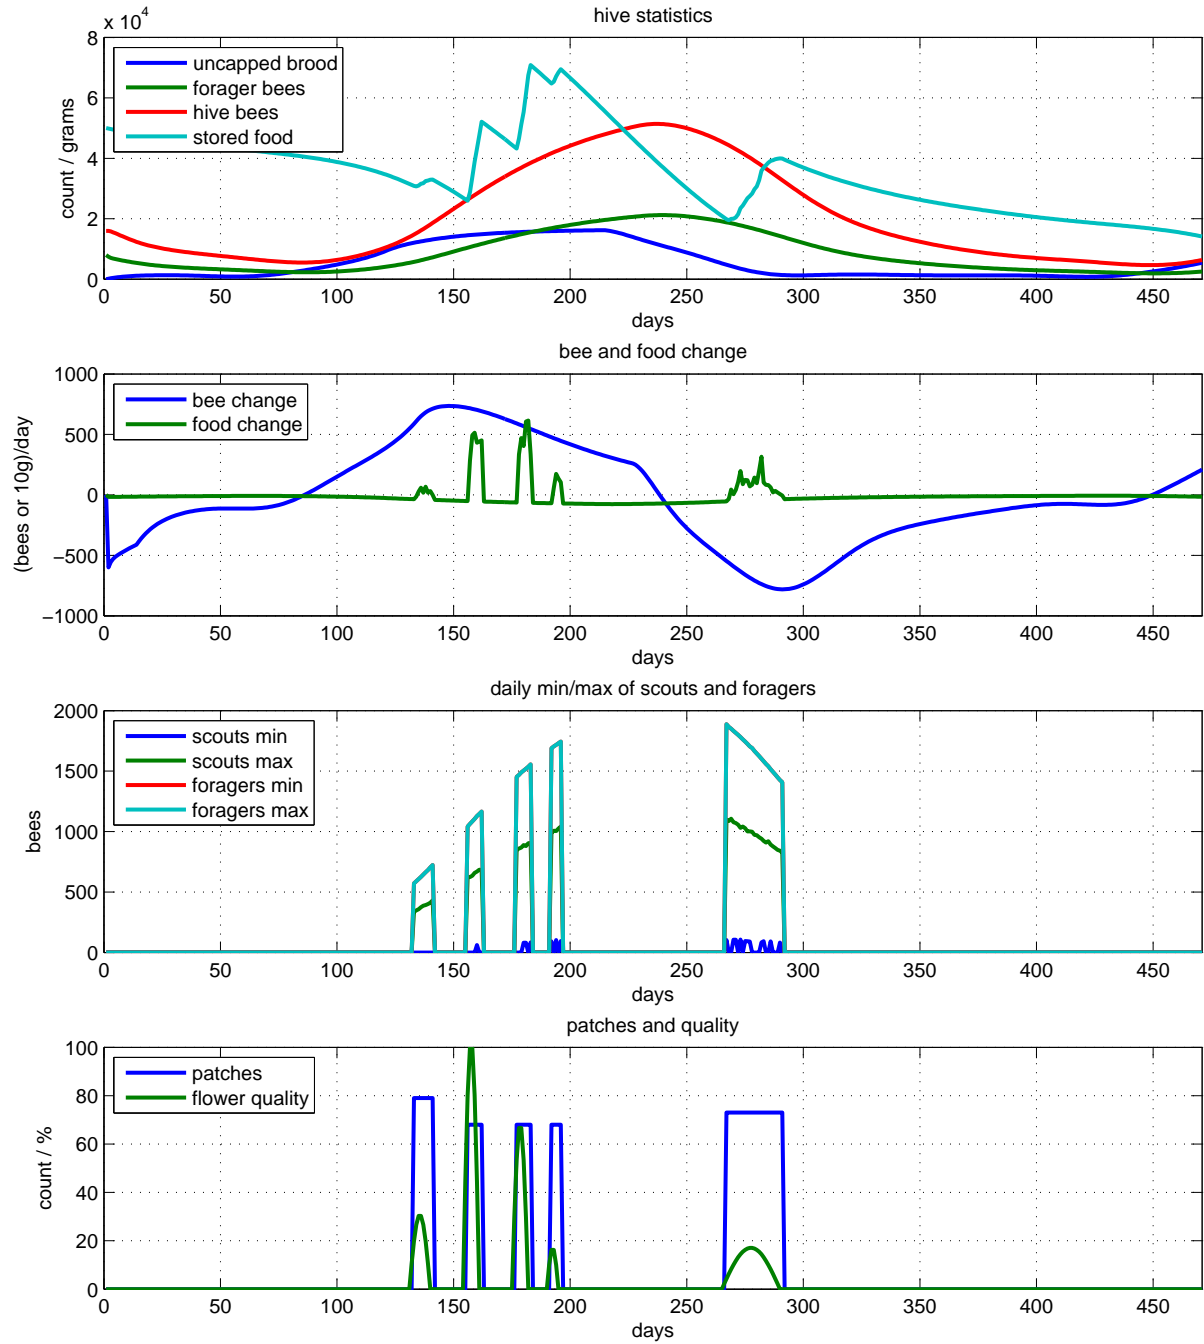 hive statistics
x 10^4
8
6
4
2
0
count / grams
uncapped brood
forager bees
hive bees
stored food
0 50 100 150 200 250 300 350 400 450
days
bee and food change
1000
500
0
−500
−1000
(bees or 10g)/day
bee change
food change
0 50 100 150 200 250 300 350 400 450
days
daily min/max of scouts and foragers
2000
1500
1000
500
0
bees
scouts min
scouts max
foragers min
foragers max
0 50 100 150 200 250 300 350 400 450
days
patches and quality
100
80
60
40
20
0
count / %
patches
flower quality
0 50 100 150 200 250 300 350 400 450
days